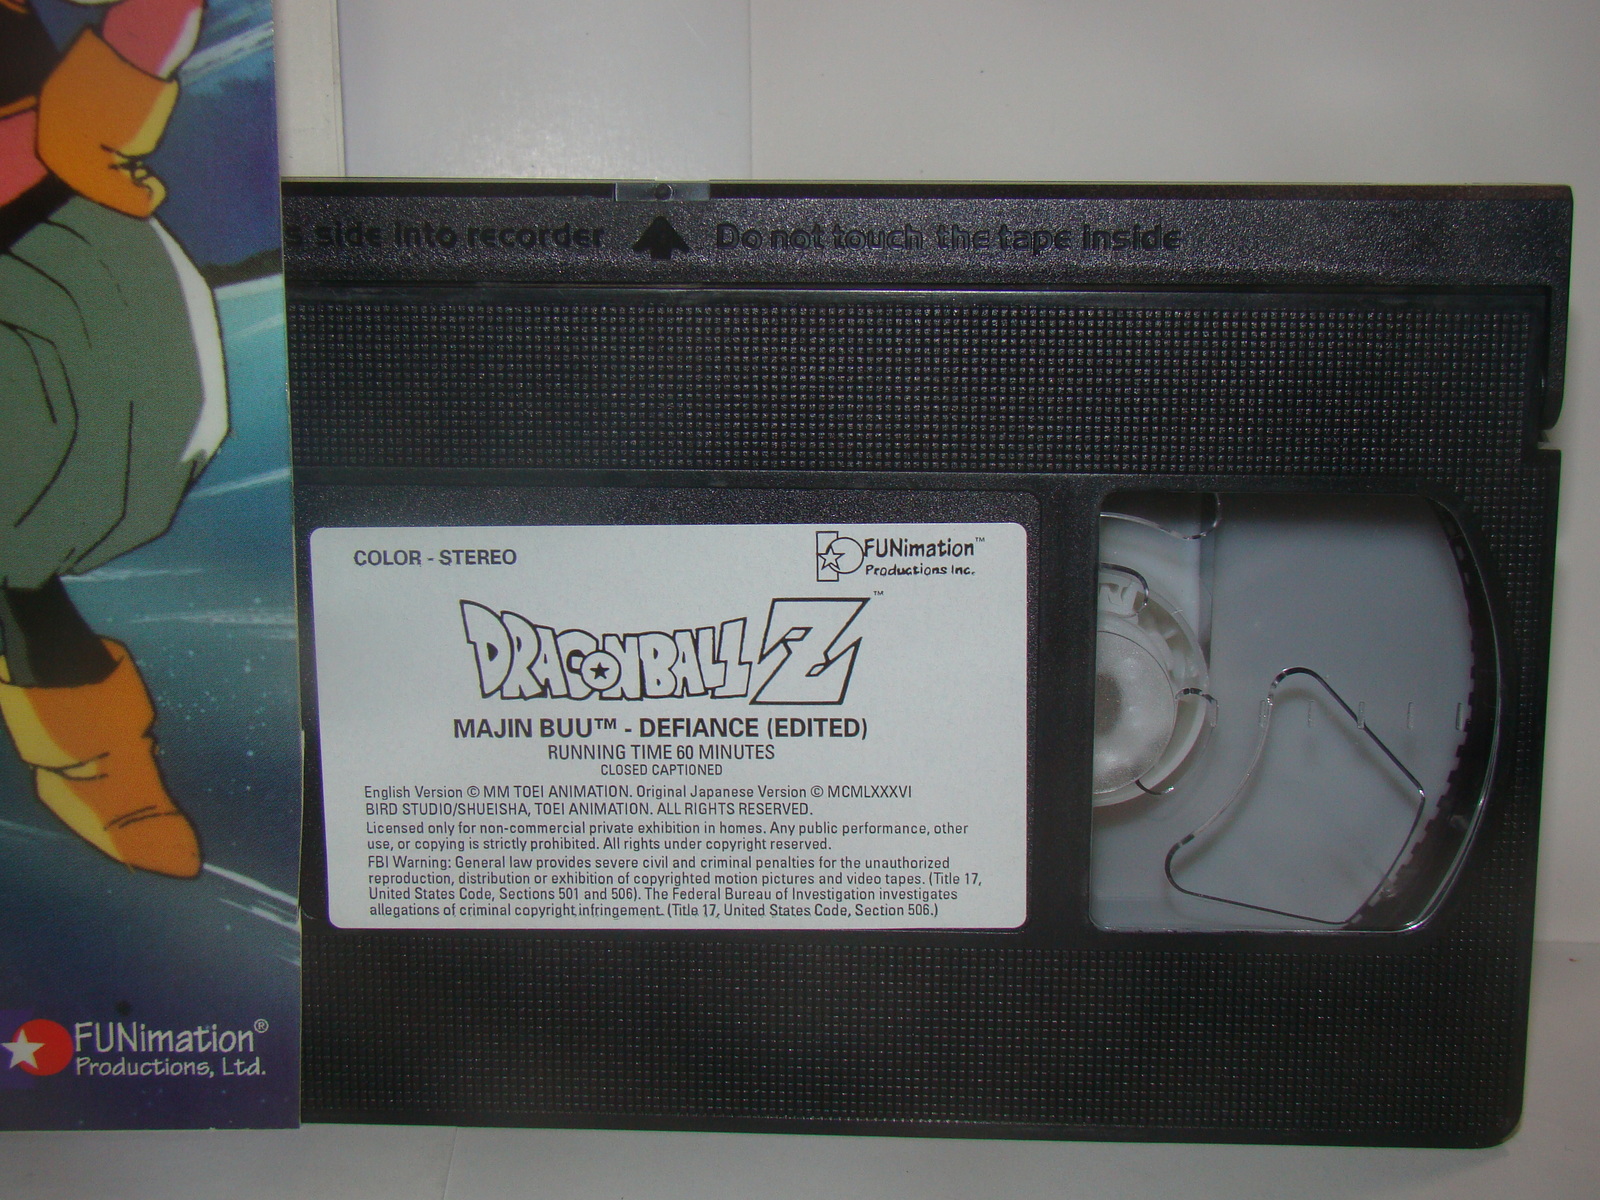 side into recorder Do not touch the tape inside
COLOR - STEREO
FUNimation™
Productions Inc.
DRAGONBALL Z™
MAJIN BUU™ - DEFIANCE (EDITED)
RUNNING TIME 60 MINUTES
CLOSED CAPTIONED
English Version © MM TOEI ANIMATION. Original Japanese Version © MCMLXXXVI
BIRD STUDIO/SHUEISHA, TOEI ANIMATION. ALL RIGHTS RESERVED.
Licensed only for non-commercial private exhibition in homes. Any public performance, other
use, or copying is strictly prohibited. All rights under copyright reserved.
FBI Warning: General law provides severe civil and criminal penalties for the unauthorized
reproduction, distribution or exhibition of copyrighted motion pictures and video tapes. (Title 17,
United States Code, Sections 501 and 506). The Federal Bureau of Investigation investigates
allegations of criminal copyright infringement. (Title 17, United States Code, Section 506.)
FUNimation®
Productions, Ltd.